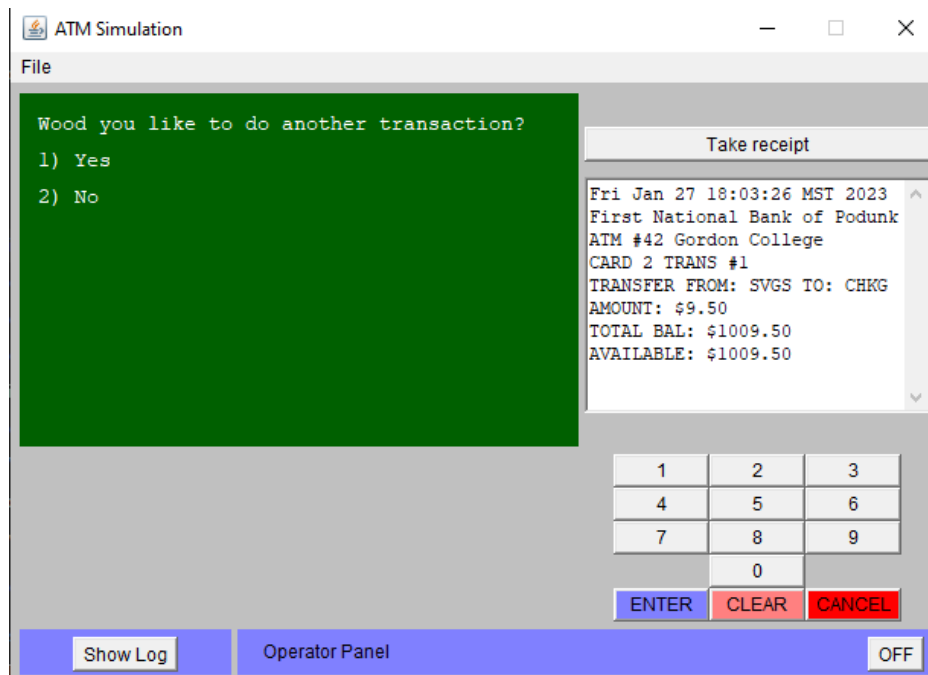 ATM Simulation
File
Wood you like to do another transaction?
1) Yes
2) No
Take receipt
Fri Jan 27 18:03:26 MST 2023
First National Bank of Podunk
ATM #42 Gordon College
CARD 2 TRANS #1
TRANSFER FROM: SVGS TO: CHKG
AMOUNT: $9.50
TOTAL BAL: $1009.50
AVAILABLE: $1009.50
1 2 3
4 5 6
7 8 9
0
ENTER CLEAR CANCEL
Show Log Operator Panel OFF